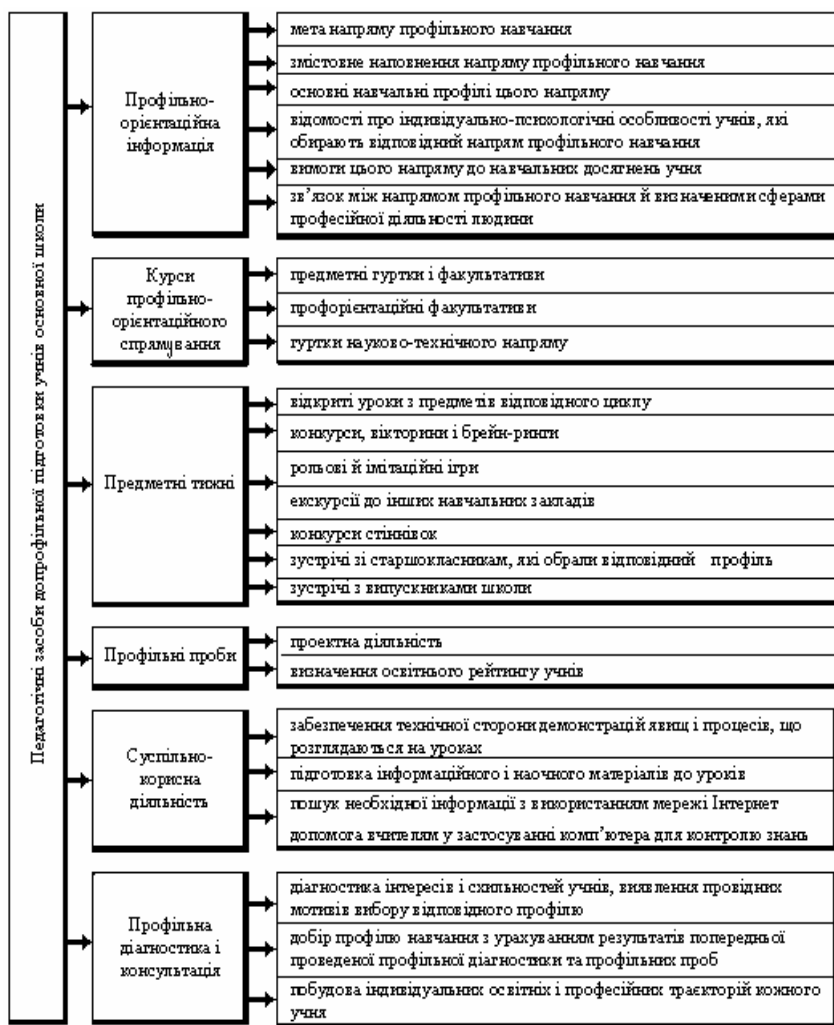 Педагогічні засоби допрофільної підготовки учнів основної школи
Профільно-
орієнтаційна
інформація
мета напряму профільного навчання
змістовне наповнення напряму профільного навчання
основні навчальні профілі цього напряму
відомості про індивідуально-психологічні особливості учнів, які
обирають відповідний напрям профільного навчання
вимоги цього напряму до навчальних досягнень учня
зв’язок між напрямом профільного навчання й визначеними сферами
професійної діяльності людини
Курси
профільно-
орієнтаційного
спрямування
предметні гуртки і факультативи
профорієнтаційні факультативи
гуртки науково-технічного напряму
Предметні тижні
відкриті уроки з предметів відповідного циклу
конкурси, вікторини і брейн-ринги
рольові й імітаційні ігри
екскурсії до інших навчальних закладів
конкурси стіннівок
зустрічі зі старшокласникам, які обрали відповідний профіль
зустрічі з випускниками школи
Профільні проби
проектна діяльність
визначення освітнього рейтингу учнів
Суспільно-
корисна
діяльність
забезпечення технічної сторони демонстрацій явищ і процесів, що
розглядаються на уроках
підготовка інформаційного і наочного матеріалів до уроків
пошук необхідної інформації з використанням мережі Інтернет
допомога вчителям у застосуванні комп’ютера для контролю знань
Профільна
діагностика і
консультація
діагностика інтересів і схильностей учнів, виявлення провідних
мотивів вибору відповідного профілю
добір профілю навчання з урахуванням результатів попередньої
проведеної профільної діагностики та профільних проб
побудова індивідуальних освітніх і професійних траєкторій кожного
учня